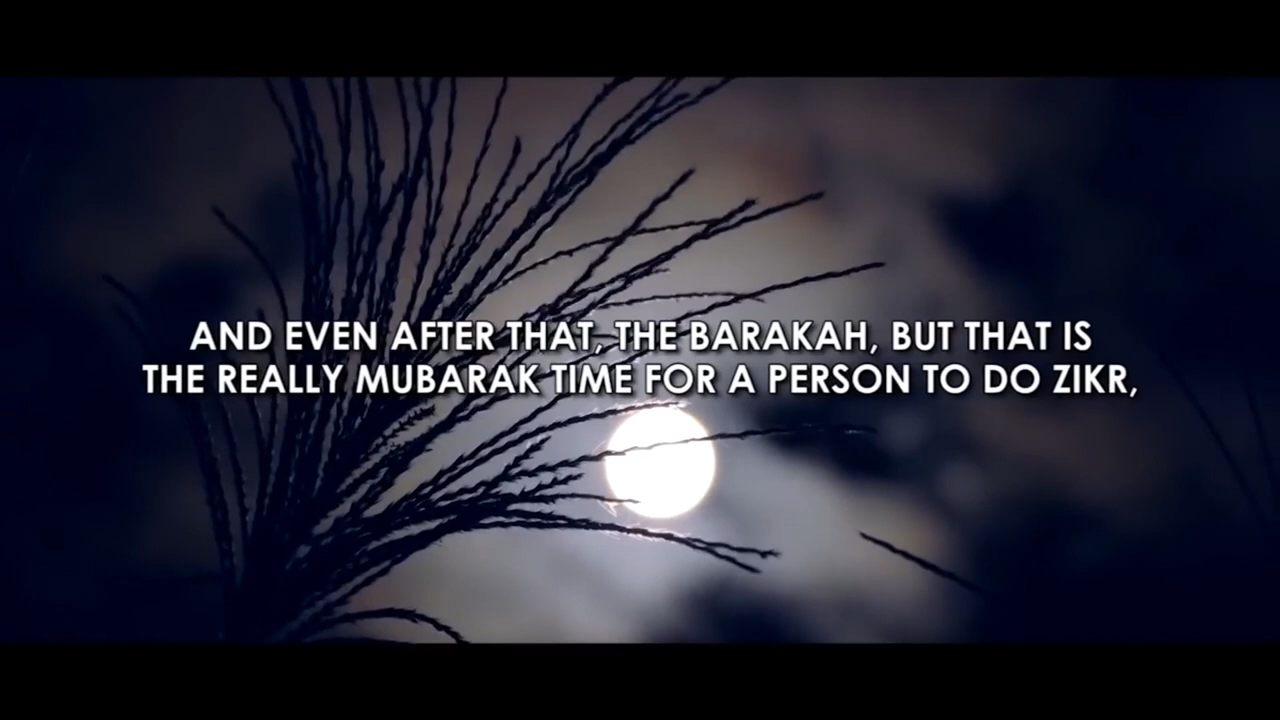 AND EVEN AFTER THAT, THE BARAKAH, BUT THAT IS
THE REALLY MUBARAK TIME FOR A PERSON TO DO ZIKR,